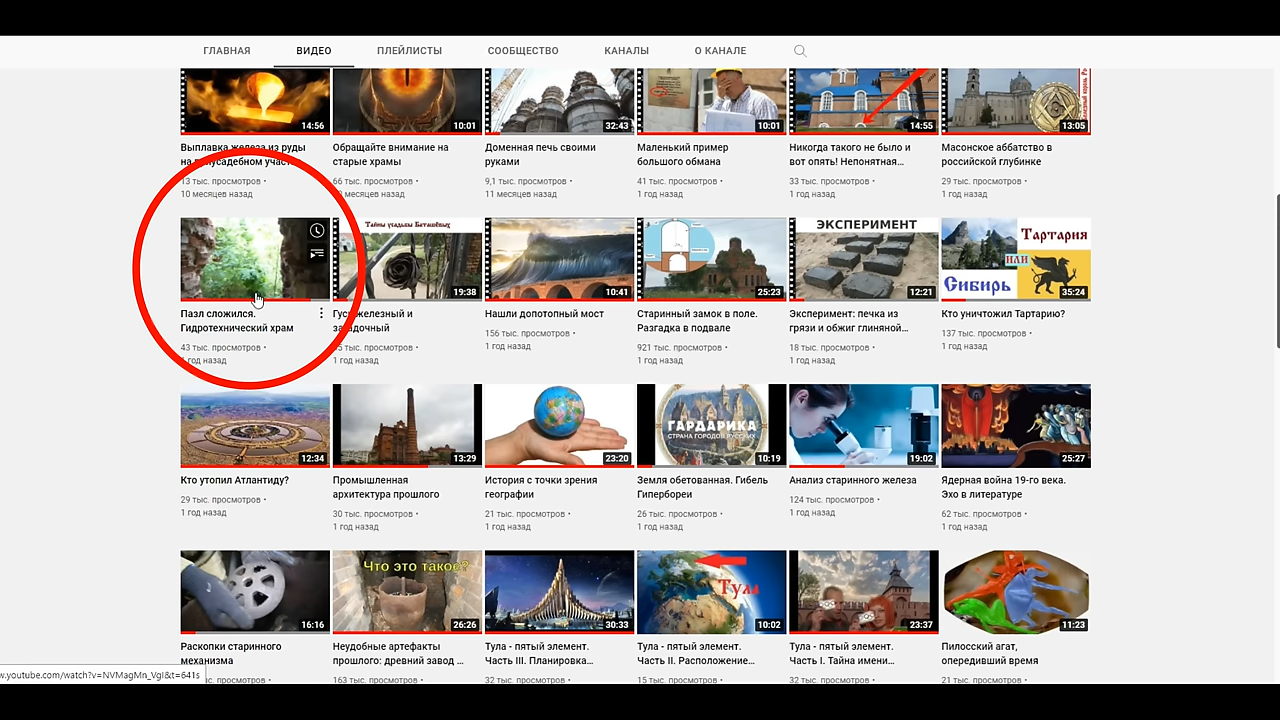 ГЛАВНАЯ ВИДЕО ПЛЕЙЛИСТЫ СООБЩЕСТВО КАНАЛЫ О КАНАЛЕ
14:56 10:01 32:43 10:01 14:55 13:05
Выплавка железа из руды
на приусадебном
13 тыс. просмотров •
10 месяцев назад
Обращайте внимание на
старые храмы
66 тыс. просмотров •
месяцев назад
Доменная печь своими
руками
9,1 тыс. просмотров •
11 месяцев назад
Маленький пример
большого обмана
41 тыс. просмотров •
1 год назад
Никогда такого не было и
вот опять! Непонятная...
33 тыс. просмотров •
1 год назад
Масонское аббатство в
российской глубинке
29 тыс. просмотров •
1 год назад
Пазл сложился.
Гидротехнический храм
43 тыс. просмотров •
1 год назад
Тайны усадьбы Баташёвых
19:38
Гусь железный и
загадочный
тыс. просмотров •
1 год назад
10:41
Нашли допотопный мост
156 тыс. просмотров •
1 год назад
25:23
Старинный замок в поле.
Разгадка в подвале
921 тыс. просмотров •
1 год назад
ЭКСПЕРИМЕНТ
12:21
Эксперимент: печка из
грязи и обжиг глиняной...
18 тыс. просмотров •
1 год назад
Тартария
или
Сибирь
35:24
Кто уничтожил Тартарию?
137 тыс. просмотров •
1 год назад
12:34
Кто утопил Атлантиду?
29 тыс. просмотров •
1 год назад
13:29
Промышленная
архитектура прошлого
30 тыс. просмотров •
1 год назад
23:20
История с точки зрения
географии
21 тыс. просмотров •
1 год назад
ГАРДАРИКА
СТРАНА ГОРОДОВ РУССКИХ
10:19
Земля обетованная. Гибель
Гипербореи
26 тыс. просмотров •
1 год назад
19:02
Анализ старинного железа
124 тыс. просмотров •
1 год назад
25:27
Ядерная война 19-го века.
Эхо в литературе
62 тыс. просмотров •
1 год назад
16:16
Раскопки старинного
механизма
тыс. просмотров •
Что это такое?
26:26
Неудобные артефакты
прошлого: древний завод ...
163 тыс. просмотров •
30:33
Тула - пятый элемент.
Часть III. Планировка...
32 тыс. просмотров •
Тула
10:02
Тула - пятый элемент.
Часть II. Расположение...
15 тыс. просмотров •
23:37
Тула - пятый элемент.
Часть I. Тайна имени...
32 тыс. просмотров •
11:23
Пилосский агат,
опередивший время
21 тыс. просмотров •
w.youtube.com/watch?v=NVMagMn_VgI&t=641s